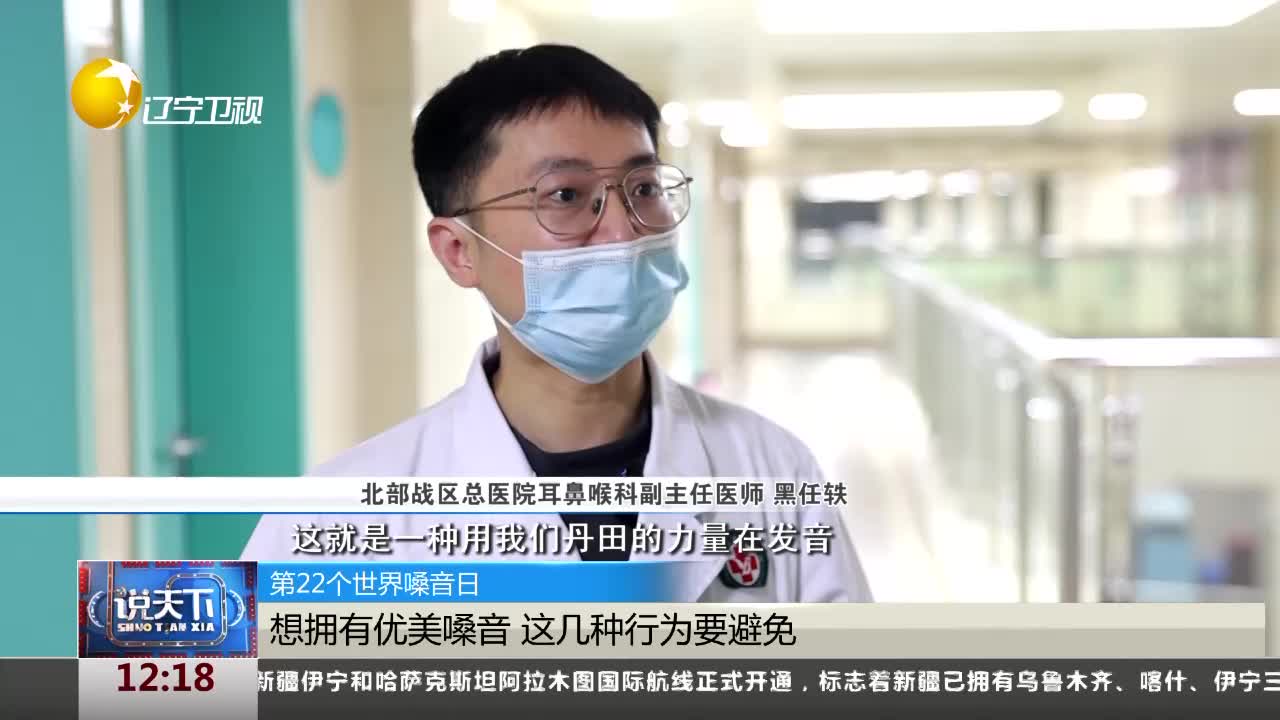 辽宁卫视
北部战区总医院耳鼻喉科副主任医师 黑任轶
这就是一种用我们丹田的力量在发音
第22个世界嗓音日
说天下
SHUO TIAN XIA
想拥有优美嗓音 这几种行为要避免
12:18
新疆伊宁和哈萨克斯坦阿拉木图国际航线正式开通，标志着新疆已拥有乌鲁木齐、喀什、伊宁三